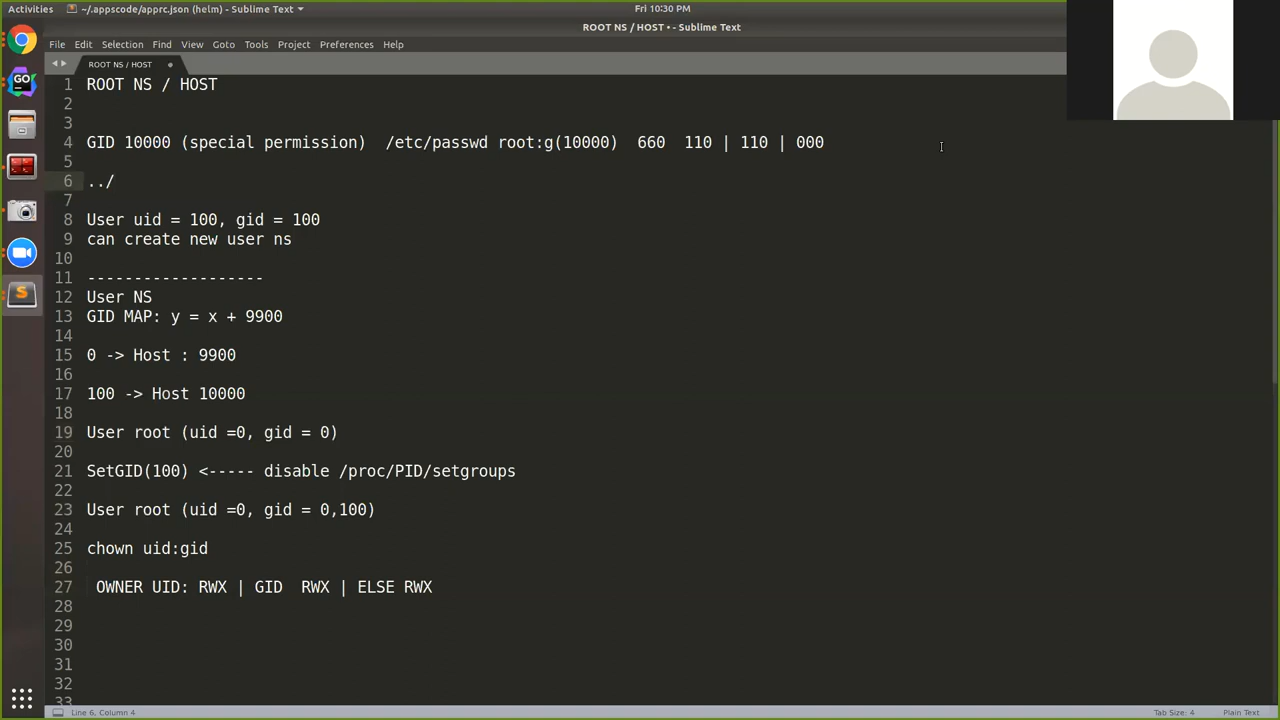 Activities
~/.appscode/apprc.json (helm) - Sublime Text
Fri 10:30 PM
ROOT NS / HOST • - Sublime Text
File Edit Selection Find View Goto Tools Project Preferences Help
ROOT NS / HOST
1 ROOT NS / HOST
2
3
4 GID 10000 (special permission)  /etc/passwd root:g(10000)  660  110 | 110 | 000
5
6 ../
7
8 User uid = 100, gid = 100
9 can create new user ns
10
11 -------------------
12 User NS
13 GID MAP: y = x + 9900
14
15 0 -> Host : 9900
16
17 100 -> Host 10000
18
19 User root (uid =0, gid = 0)
20
21 SetGID(100) <----- disable /proc/PID/setgroups
22
23 User root (uid =0, gid = 0,100)
24
25 chown uid:gid
26
27  OWNER UID: RWX | GID  RWX | ELSE RWX
28
29
30
31
32
33
GO
S
Line 6, Column 4
Tab Size: 4
Plain Text